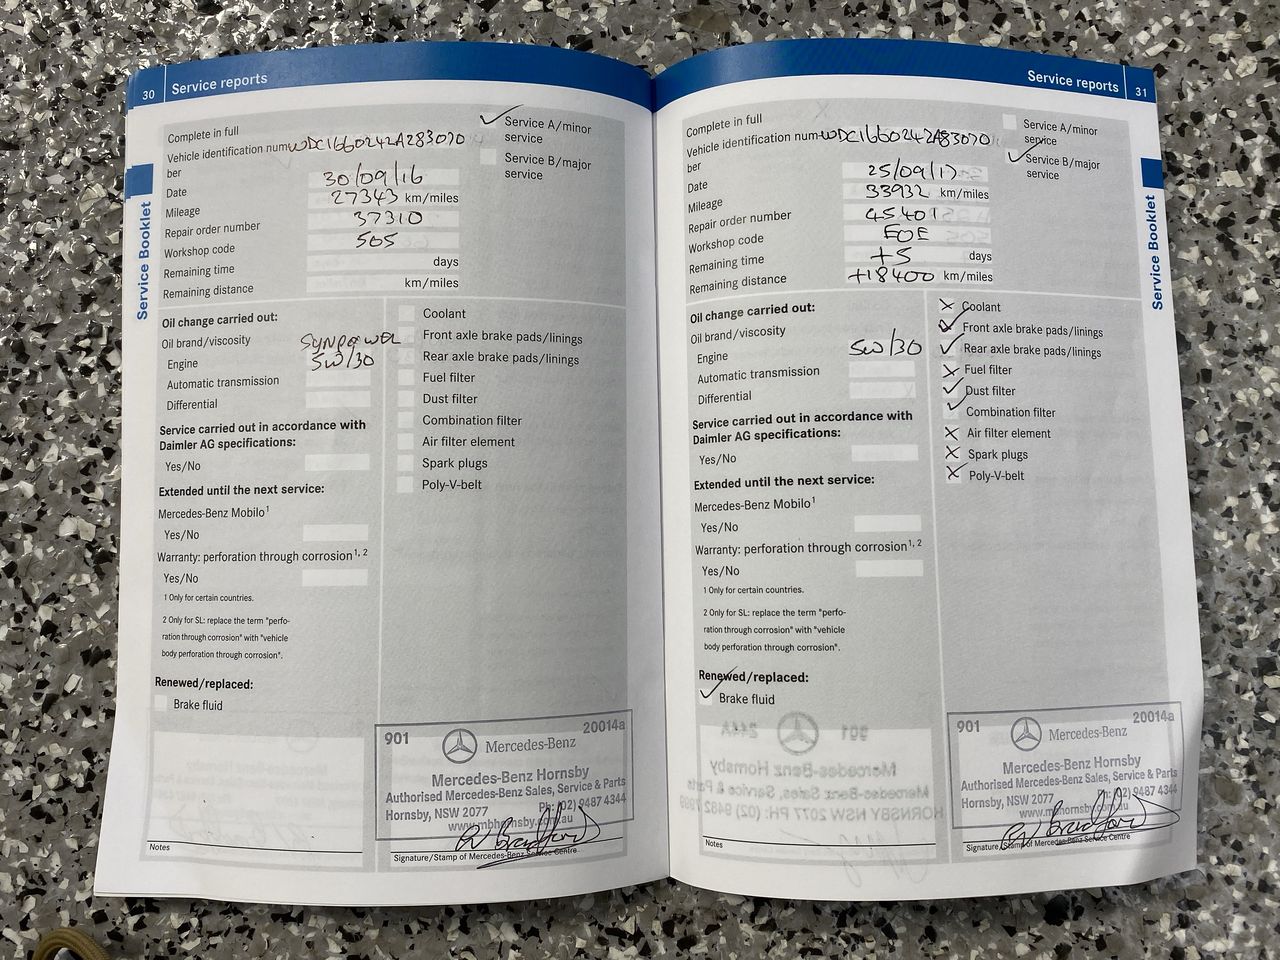 30 Service reports
Complete in full
✓ Service A/minor service
Vehicle identification number WDC1660242A283070
Service B/major service
Date 30/09/16
Mileage 27343 km/miles
Repair order number 37310
Workshop code 505
Remaining time days
Remaining distance km/miles
Oil change carried out:
Oil brand/viscosity SYNPOWER
Engine 5W/30
Automatic transmission
Differential
Service carried out in accordance with
Daimler AG specifications:
Yes/No
Extended until the next service:
Mercedes-Benz Mobilo¹
Yes/No
Warranty: perforation through corrosion¹, ²
Yes/No
1 Only for certain countries.
2 Only for SL: replace the term "perfo-
ration through corrosion" with "vehicle
body perforation through corrosion".
Renewed/replaced:
Brake fluid
Coolant
Front axle brake pads/linings
Rear axle brake pads/linings
Fuel filter
Dust filter
Combination filter
Air filter element
Spark plugs
Poly-V-belt
Notes
901 Mercedes-Benz 20014a
Mercedes-Benz Hornsby
Authorised Mercedes-Benz Sales, Service & Parts
Hornsby, NSW 2077 Ph: (02) 9487 4344
www.mbhornsby.com.au
Signature/Stamp of Mercedes-Benz Service Centre
Service Booklet
Service reports 31
Complete in full
Service A/minor service
Vehicle identification number WDC1660242A283070
✓ Service B/major service
Date 25/09/17
Mileage 33932 km/miles
Repair order number 45401
Workshop code EOE
Remaining time +5 days
Remaining distance +18400 km/miles
Oil change carried out:
Oil brand/viscosity
Engine 5W/30
Automatic transmission
Differential
Service carried out in accordance with
Daimler AG specifications:
Yes/No
Extended until the next service:
Mercedes-Benz Mobilo¹
Yes/No
Warranty: perforation through corrosion¹, ²
Yes/No
1 Only for certain countries.
2 Only for SL: replace the term "perfo-
ration through corrosion" with "vehicle
body perforation through corrosion".
Renewed/replaced:
✓ Brake fluid
X Coolant
✓ Front axle brake pads/linings
✓ Rear axle brake pads/linings
X Fuel filter
✓ Dust filter
✓ Combination filter
X Air filter element
X Spark plugs
X Poly-V-belt
Notes
901 Mercedes-Benz 20014a
Mercedes-Benz Hornsby
Authorised Mercedes-Benz Sales, Service & Parts
Hornsby, NSW 2077 Ph: (02) 9487 4344
www.mbhornsby.com.au
Signature/Stamp of Mercedes-Benz Service Centre
Service Booklet